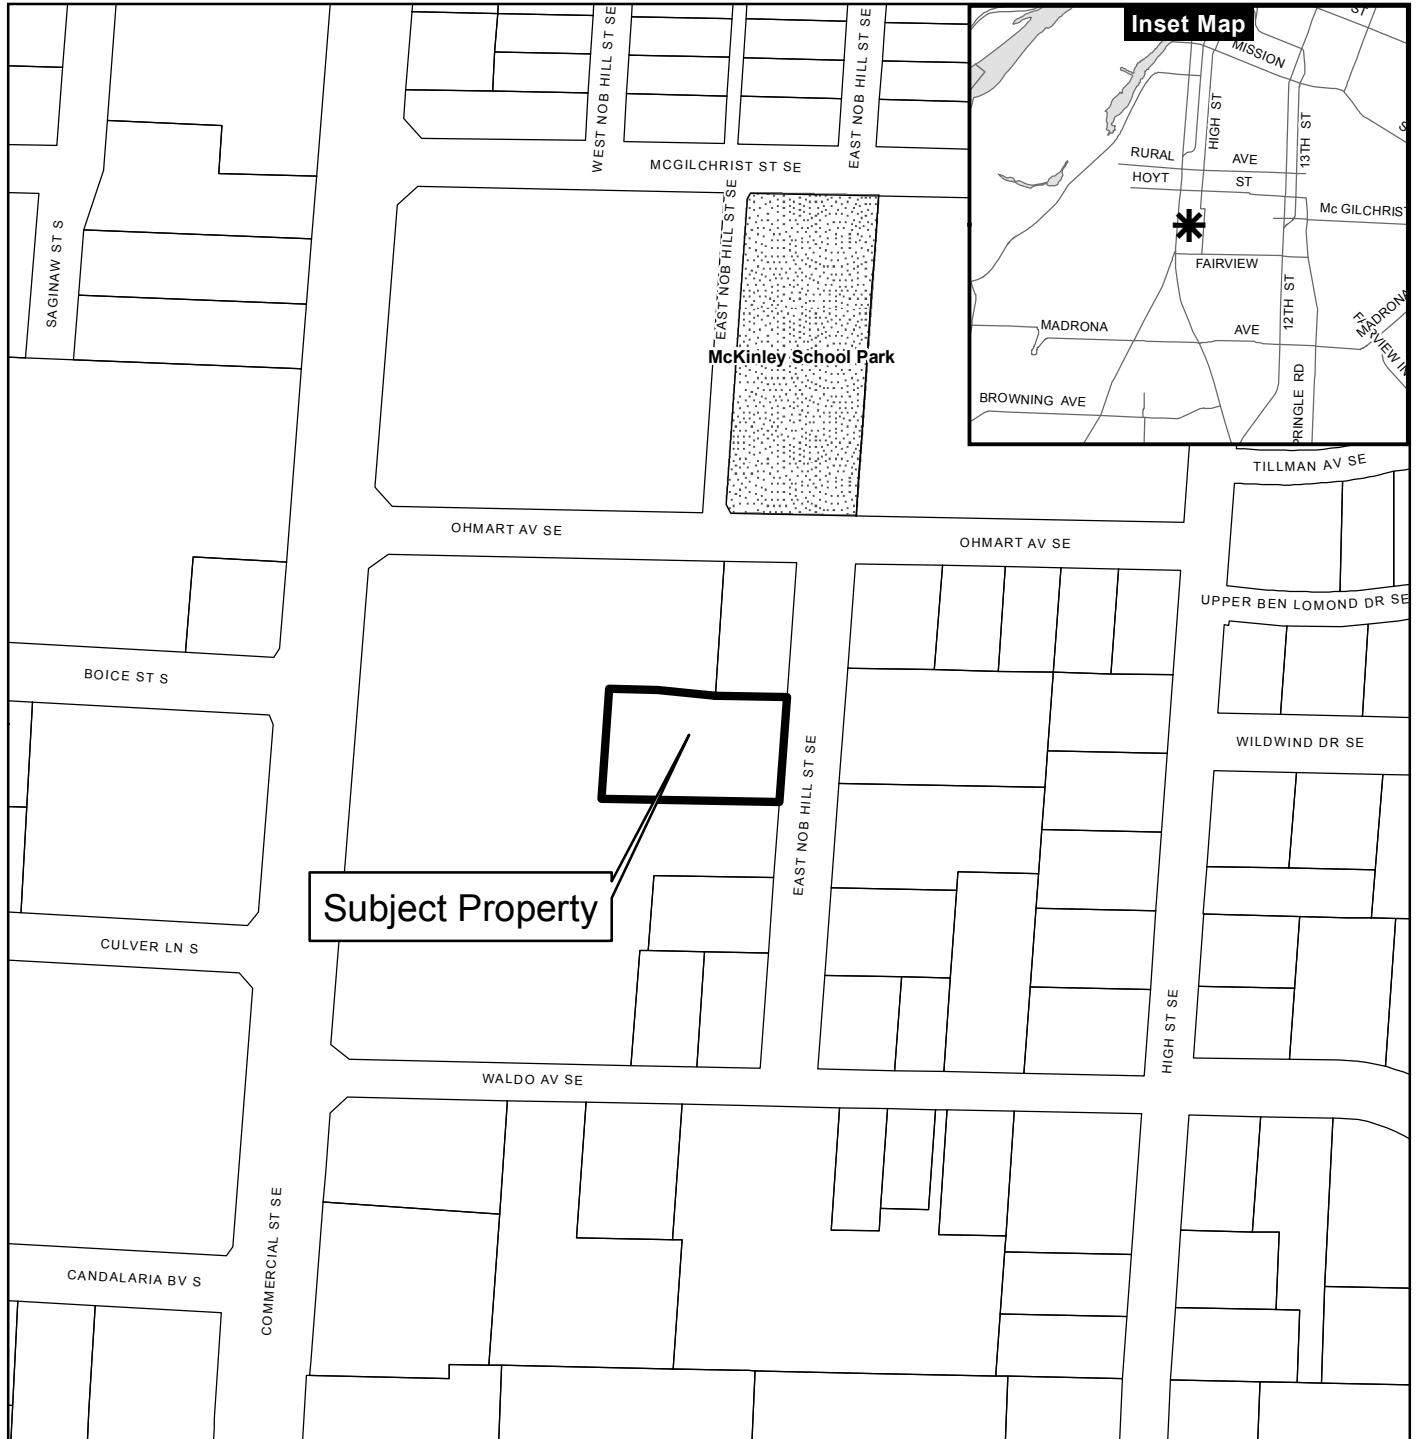 Inset Map
ST
MISSION
HIGH ST
13TH ST
RURAL AVE
HOYT ST
Mc GILCHRIST
FAIRVIEW
12TH ST
MADRONA AVE
MADRONA
FAIRVIEW IN
PRINGLE RD
BROWNING AVE
WEST NOB HILL ST SE
EAST NOB HILL ST SE
MCGILCHRIST ST SE
EAST NOB HILL ST SE
SAGINAW ST S
McKinley School Park
TILLMAN AV SE
OHMART AV SE
OHMART AV SE
UPPER BEN LOMOND DR SE
BOICE ST S
WILDWIND DR SE
EAST NOB HILL ST SE
Subject Property
CULVER LN S
HIGH ST SE
WALDO AV SE
COMMERCIAL ST SE
CANDALARIA BV S